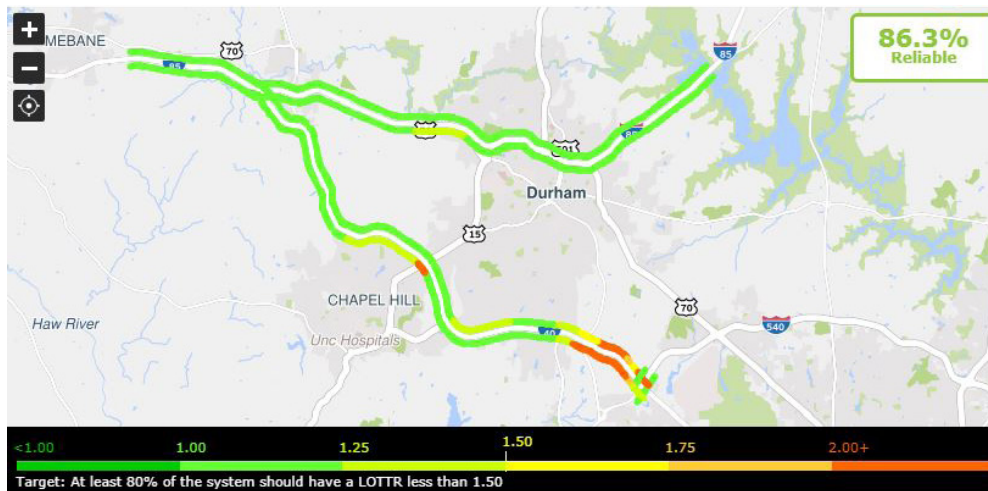 +
−
MEBANE
70
85
85
86.3%
Reliable
85
501
Durham
15
CHAPEL HILL
Haw River
Unc Hospitals
40
70
540
<1.00 1.00 1.25 1.50 1.75 2.00+
Target: At least 80% of the system should have a LOTTR less than 1.50